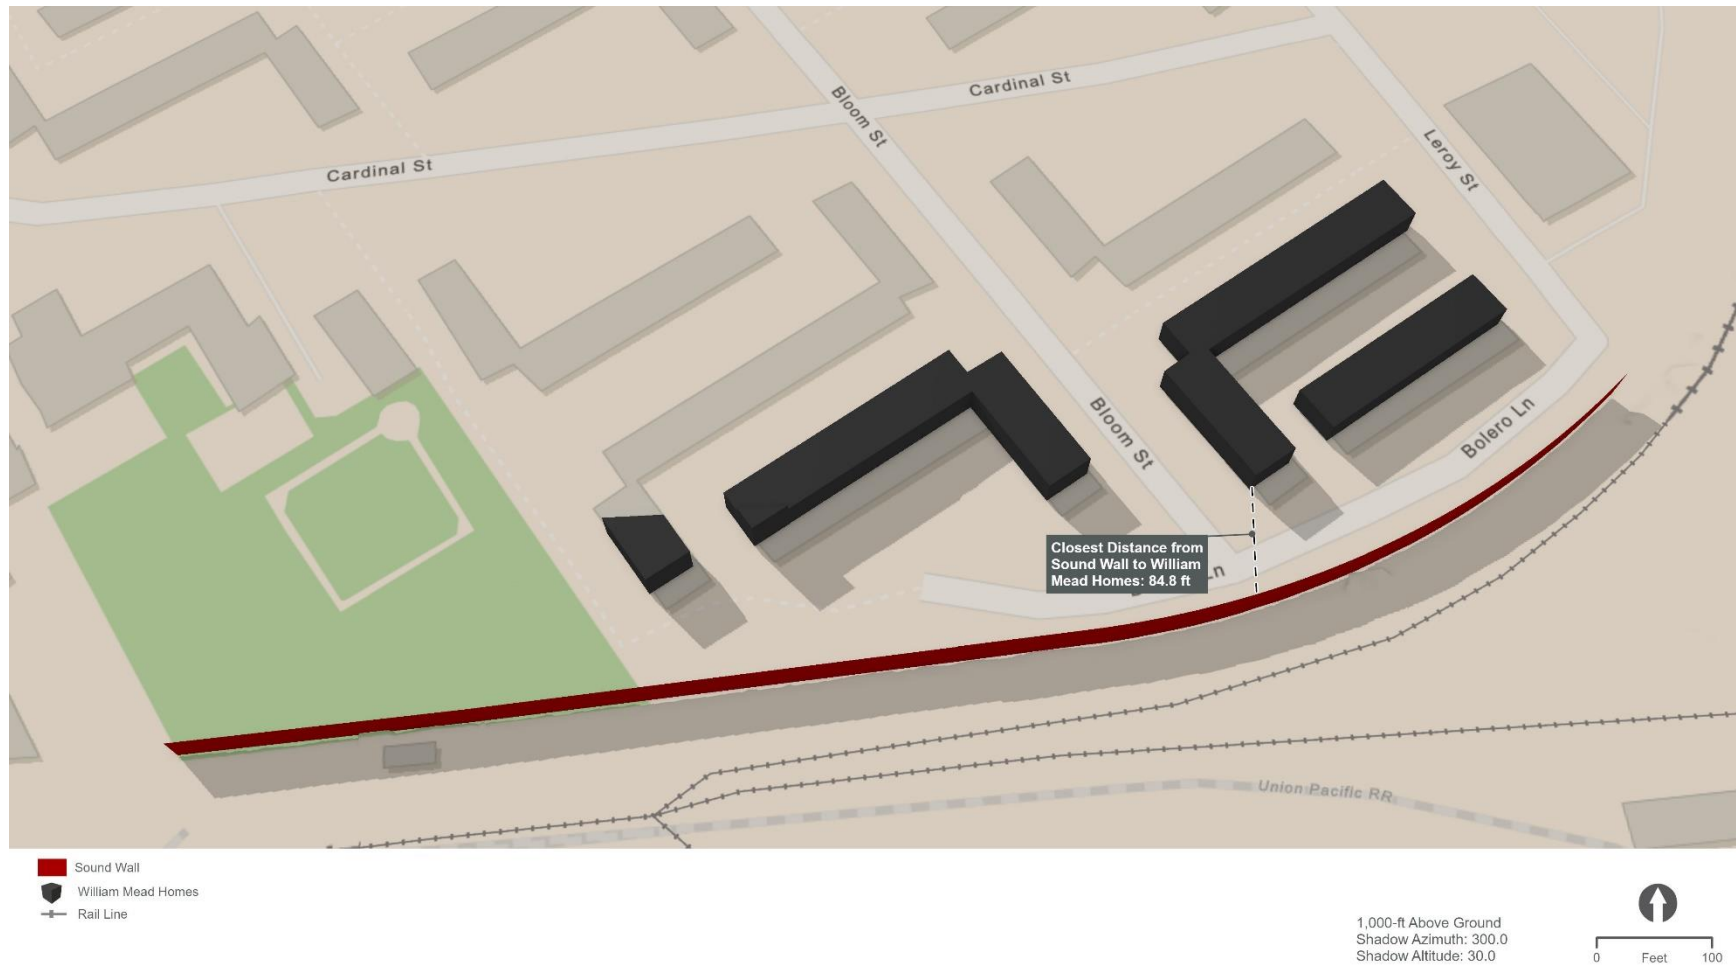 Cardinal St
Cardinal St
Bloom St
Leroy St
Bloom St
Bolero Ln
Closest Distance from
Sound Wall to William
Mead Homes: 84.8 ft
Ln
Union Pacific RR
Sound Wall
William Mead Homes
Rail Line
1,000-ft Above Ground
Shadow Azimuth: 300.0
Shadow Altitude: 30.0
0 Feet 100